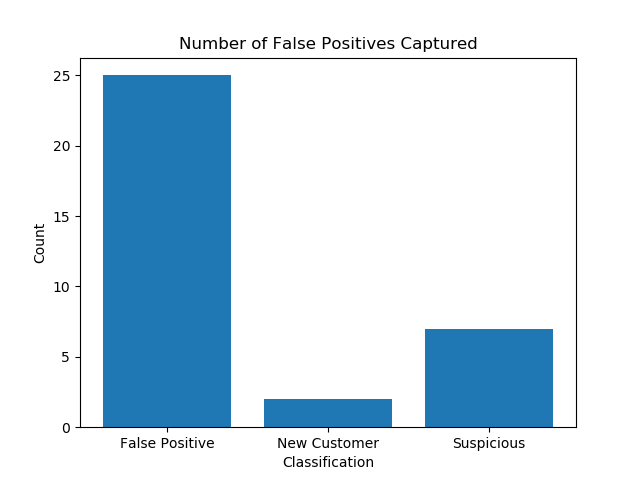 Number of False Positives Captured
Count
25
20
15
10
5
0
False Positive New Customer Suspicious
Classification